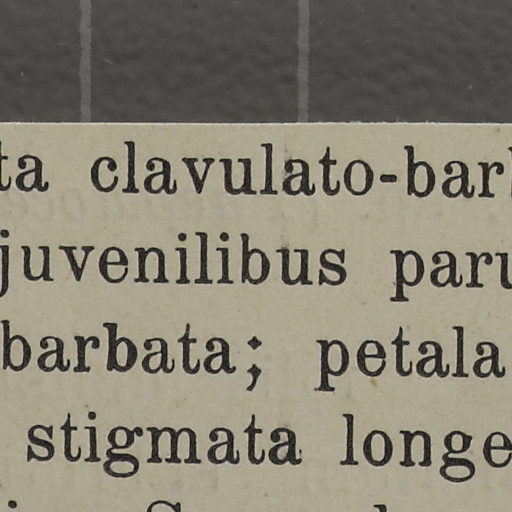 ta clavulato-bar
juvenilibus paru
barbata; petala
stigmata longe